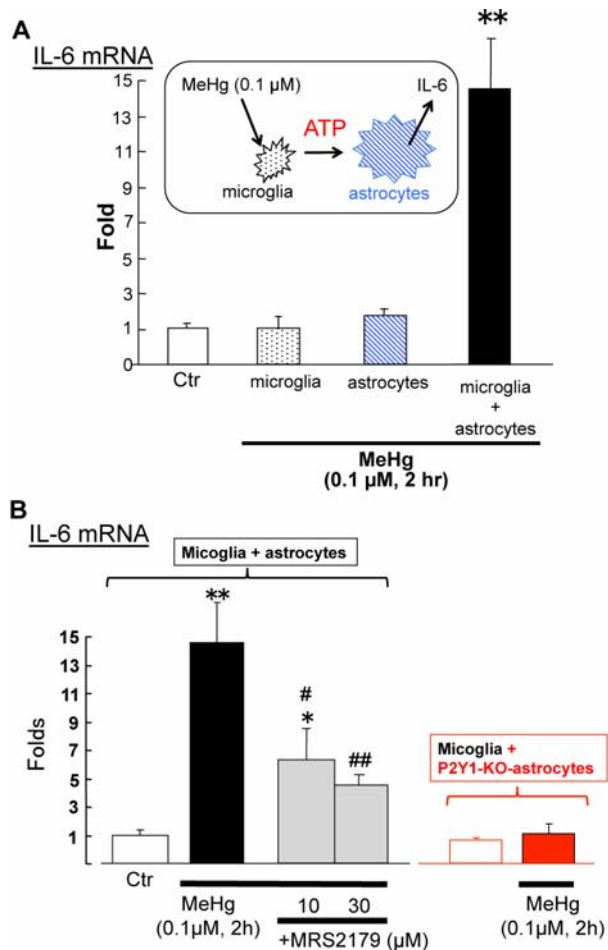 A
IL-6 mRNA
**
15
13
11
9
7
5
3
1
0
Fold
MeHg (0.1 µM)
IL-6
ATP
microglia
astrocytes
Ctr
microglia
astrocytes
microglia
+
astrocytes
MeHg
(0.1 µM, 2 hr)
B
IL-6 mRNA
Micoglia + astrocytes
**
15
13
11
9
7
5
3
1
Folds
#
*
##
Micoglia +
P2Y1-KO-astrocytes
Ctr
MeHg
(0.1µM, 2h)
10 30
+MRS2179 (µM)
MeHg
(0.1µM, 2h)